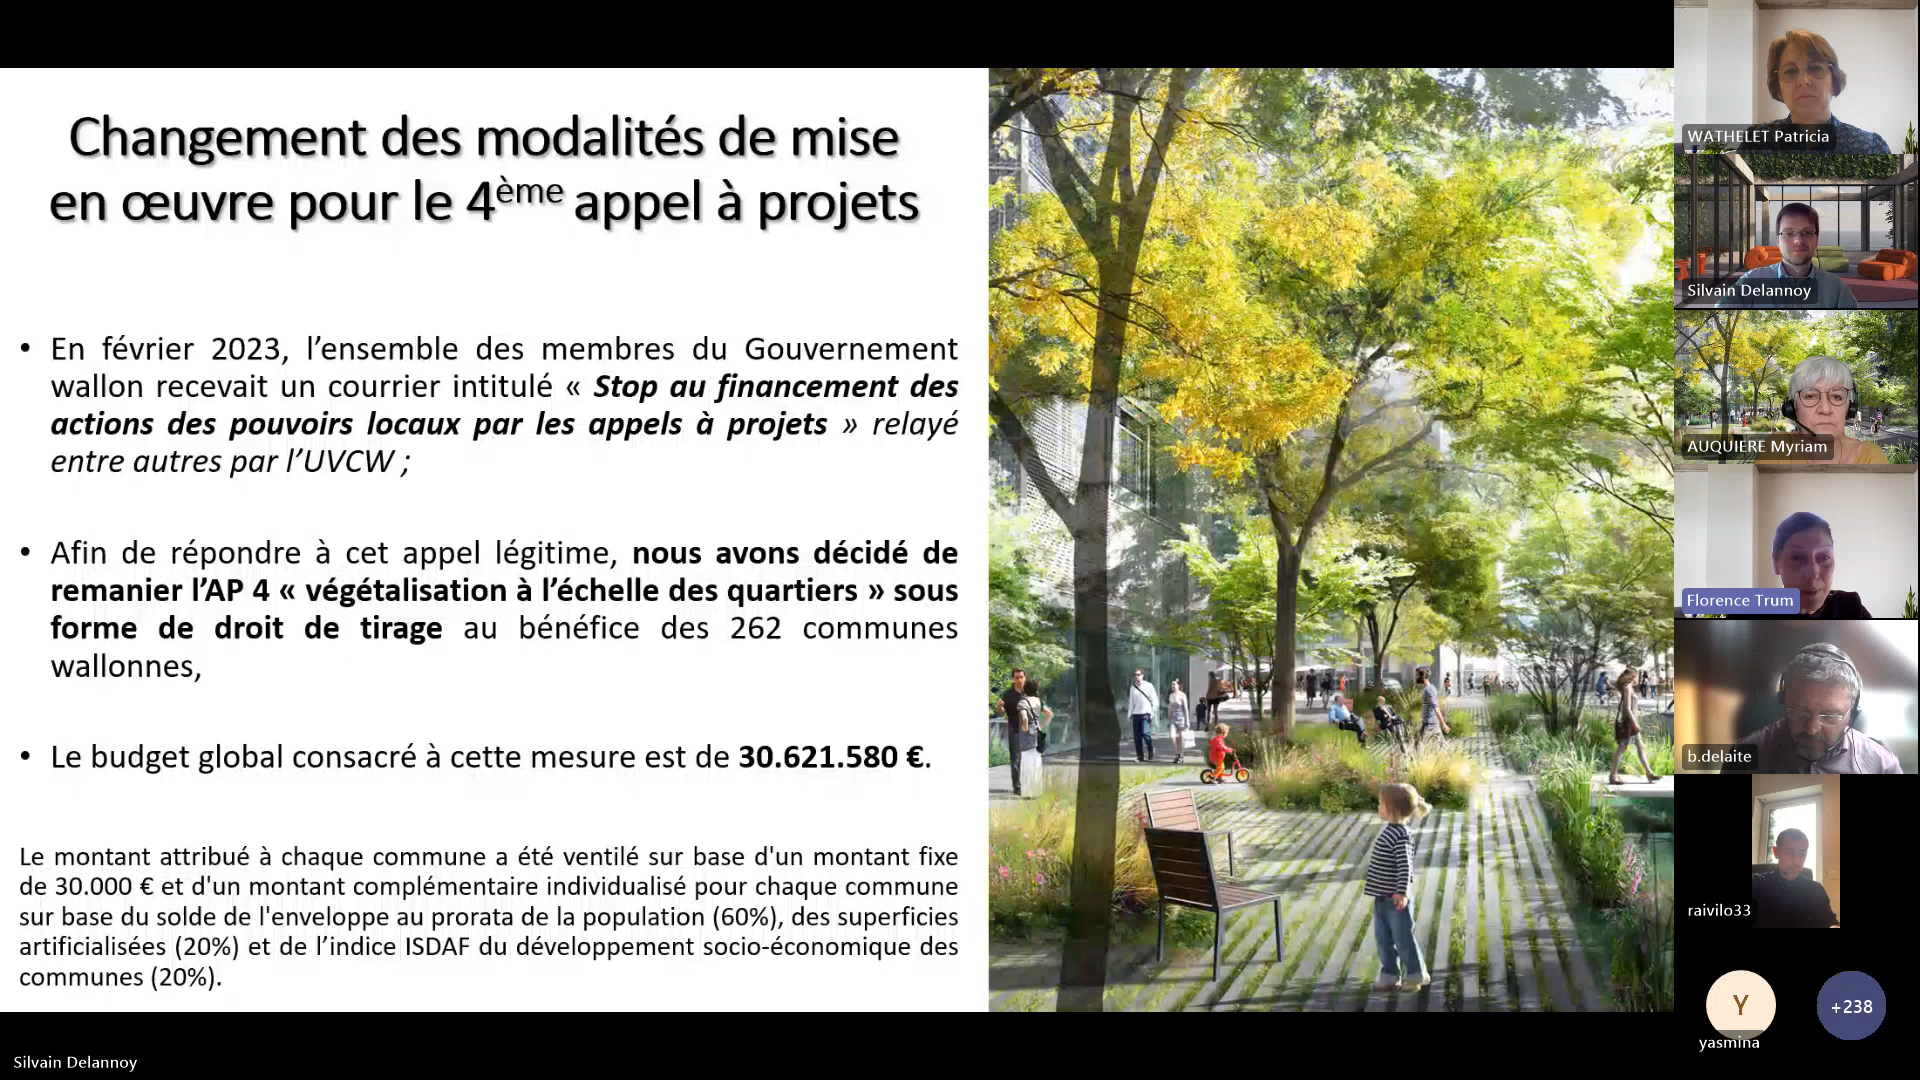 Changement des modalités de mise
en œuvre pour le 4ème appel à projets
• En février 2023, l’ensemble des membres du Gouvernement
wallon recevait un courrier intitulé « Stop au financement des
actions des pouvoirs locaux par les appels à projets » relayé
entre autres par l’UVCW ;
• Afin de répondre à cet appel légitime, nous avons décidé de
remanier l’AP 4 « végétalisation à l’échelle des quartiers » sous
forme de droit de tirage au bénéfice des 262 communes
wallonnes,
• Le budget global consacré à cette mesure est de 30.621.580 €.
Le montant attribué à chaque commune a été ventilé sur base d'un montant fixe
de 30.000 € et d'un montant complémentaire individualisé pour chaque commune
sur base du solde de l'enveloppe au prorata de la population (60%), des superficies
artificialisées (20%) et de l’indice ISDAF du développement socio-économique des
communes (20%).
Silvain Delannoy
WATHELET Patricia
Silvain Delannoy
AUQUIERE Myriam
Florence Trum
b.delaite
raivilo33
Y
yasmina
+238